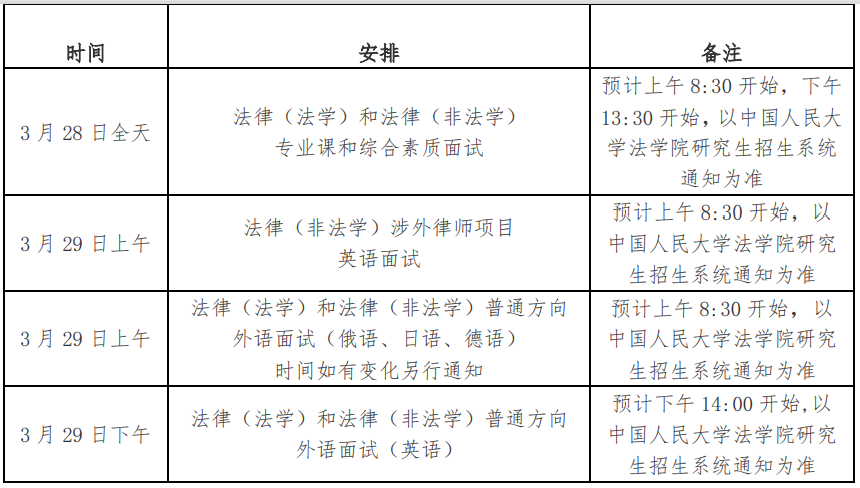 时间
安排
备注
3 月 28 日全天
法律（法学）和法律（非法学）
专业课和综合素质面试
预计上午 8:30 开始，下午
13:30 开始，以中国人民大
学法学院研究生招生系统
通知为准
3 月 29 日上午
法律（非法学）涉外律师项目
英语面试
预计上午 8:30 开始，以
中国人民大学法学院研究
生招生系统通知为准
3 月 29 日上午
法律（法学）和法律（非法学）普通方向
外语面试（俄语、日语、德语）
时间如有变化另行通知
预计上午 8:30 开始，以
中国人民大学法学院研究
生招生系统通知为准
3 月 29 日下午
法律（法学）和法律（非法学）普通方向
外语面试（英语）
预计下午 14:00 开始,以
中国人民大学法学院研究
生招生系统通知为准